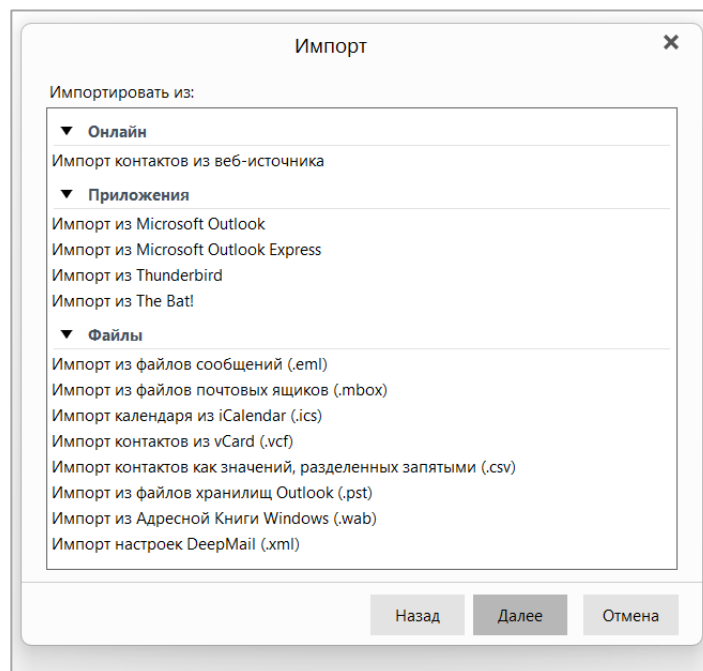 Импорт
Импортировать из:
Онлайн
Импорт контактов из веб-источника
Приложения
Импорт из Microsoft Outlook
Импорт из Microsoft Outlook Express
Импорт из Thunderbird
Импорт из The Bat!
Файлы
Импорт из файлов сообщений (.eml)
Импорт из файлов почтовых ящиков (.mbox)
Импорт календаря из iCalendar (.ics)
Импорт контактов из vCard (.vcf)
Импорт контактов как значений, разделенных запятыми (.csv)
Импорт из файлов хранилищ Outlook (.pst)
Импорт из Адресной Книги Windows (.wab)
Импорт настроек DeepMail (.xml)
Назад Далее Отмена